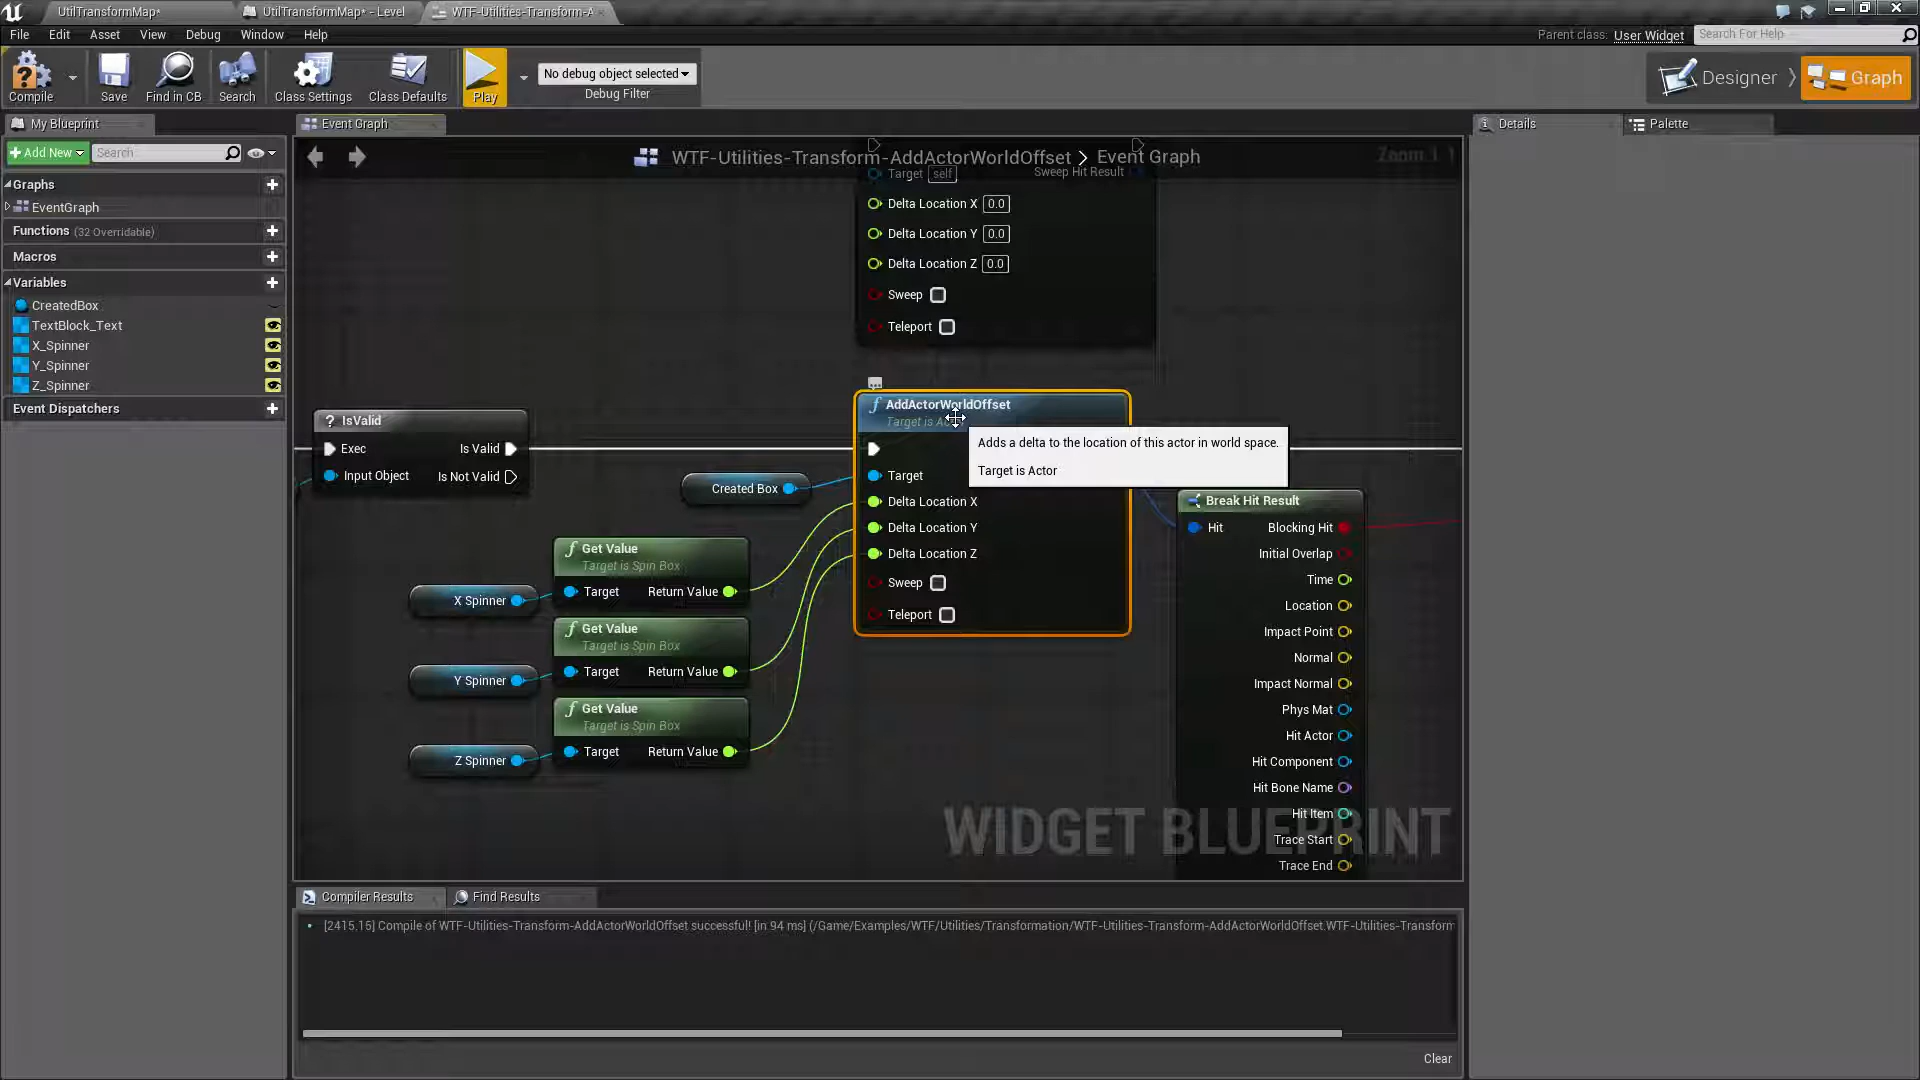 UtilTransformMap*
UtilTransformMap* - Level
WTF-Utilities-Transform-A
File
Edit
Asset
View
Debug
Window
Help
Parent class:
User Widget
Search For Help
Compile
Save
Find in CB
Search
Class Settings
Class Defaults
Play
No debug object selected
Debug Filter
Designer
Graph
My Blueprint
Event Graph
Details
Palette
Add New
Search
WTF-Utilities-Transform-AddActorWorldOffset > Event Graph
Zoom 1:1
Graphs
EventGraph
Functions (32 Overridable)
Macros
Variables
CreatedBox
TextBlock_Text
X_Spinner
Y_Spinner
Z_Spinner
Event Dispatchers
Target
self
Sweep Hit Result
Delta Location X 0.0
Delta Location Y 0.0
Delta Location Z 0.0
Sweep
Teleport
? IsValid
Exec
Is Valid
Input Object
Is Not Valid
Created Box
f AddActorWorldOffset
Target is Ac
Adds a delta to the location of this actor in world space.
Target is Actor
Target
Delta Location X
Delta Location Y
Delta Location Z
Sweep
Teleport
X Spinner
f Get Value
Target is Spin Box
Target
Return Value
Y Spinner
f Get Value
Target is Spin Box
Target
Return Value
Z Spinner
f Get Value
Target is Spin Box
Target
Return Value
Break Hit Result
Hit
Blocking Hit
Initial Overlap
Time
Location
Impact Point
Normal
Impact Normal
Phys Mat
Hit Actor
Hit Component
Hit Bone Name
Hit Item
Trace Start
Trace End
WIDGET BLUEPRINT
Compiler Results
Find Results
[2415.15] Compile of WTF-Utilities-Transform-AddActorWorldOffset successful! [in 94 ms] (/Game/Examples/WTF/Utilities/Transformation/WTF-Utilities-Transform-AddActorWorldOffset.WTF-Utilities-Transform
Clear